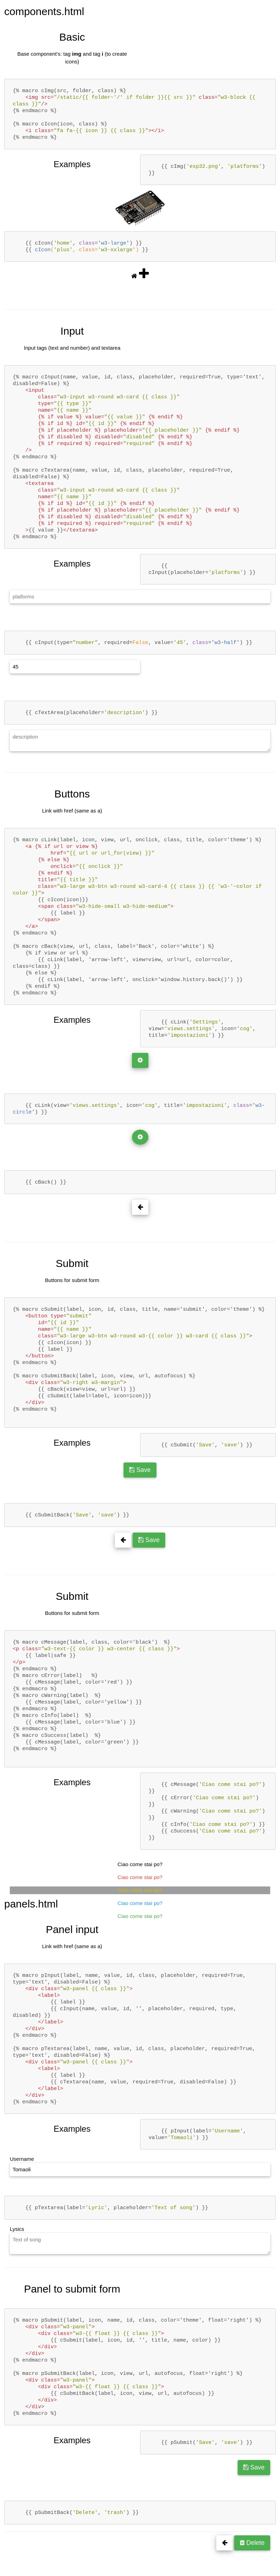 components.html
Basic
Base component's: tag img and tag i (to create
icons)
{% macro cImg(src, folder, class) %}
<img src="/static/{{ folder~'/' if folder }}{{ src }}" class="w3-block {{
class }}"/>
{% endmacro %}
{% macro cIcon(icon, class) %}
<i class="fa fa-{{ icon }} {{ class }}"></i>
{% endmacro %}
Examples
{{ cImg('esp32.png', 'platforms')
}}
{{ cIcon('home', class='w3-large') }}
{{ cIcon('plus', class='w3-xxlarge') }}
Input
Input tags (text and number) and textarea
{% macro cInput(name, value, id, class, placeholder, required=True, type='text',
disabled=False) %}
<input
class="w3-input w3-round w3-card {{ class }}"
type="{{ type }}"
name="{{ name }}"
{% if value %} value="{{ value }}" {% endif %}
{% if id %} id="{{ id }}" {% endif %}
{% if placeholder %} placeholder="{{ placeholder }}" {% endif %}
{% if disabled %} disabled="disabled" {% endif %}
{% if required %} required="required" {% endif %}
/>
{% endmacro %}
{% macro cTextarea(name, value, id, class, placeholder, required=True,
disabled=False) %}
<textarea
class="w3-input w3-round w3-card {{ class }}"
name="{{ name }}"
{% if id %} id="{{ id }}" {% endif %}
{% if placeholder %} placeholder="{{ placeholder }}" {% endif %}
{% if disabled %} disabled="disabled" {% endif %}
{% if required %} required="required" {% endif %}
>{{ value }}</textarea>
{% endmacro %}
Examples
{{
cInput(placeholder='platforms') }}
platforms
{{ cInput(type="number", required=False, value='45', class='w3-half') }}
45
{{ cTextArea(placeholder='description') }}
description
Buttons
Link with href (same as a)
{% macro cLink(label, icon, view, url, onclick, class, title, color='theme') %}
<a {% if url or view %}
href="{{ url or url_for(view) }}"
{% else %}
onclick="{{ onclick }}"
{% endif %}
title="{{ title }}"
class="w3-large w3-btn w3-round w3-card-4 {{ class }} {{ 'w3-'~color if
color }}">
{{ cIcon(icon)}}
<span class="w3-hide-small w3-hide-medium">
{{ label }}
</span>
</a>
{% endmacro %}
{% macro cBack(view, url, class, label='Back', color='white') %}
{% if view or url %}
{{ cLink(label, 'arrow-left', view=view, url=url, color=color,
class=class) }}
{% else %}
{{ cLink(label, 'arrow-left', onclick='window.history.back()') }}
{% endif %}
{% endmacro %}
Examples
{{ cLink('Settings',
view='views.settings', icon='cog',
title='impostazioni') }}
{{ cLink(view='views.settings', icon='cog', title='impostazioni', class='w3-
circle') }}
{{ cBack() }}
Submit
Buttons for submit form
{% macro cSubmit(label, icon, id, class, title, name='submit', color='theme') %}
<button type="submit"
id="{{ id }}"
name="{{ name }}"
class="w3-large w3-btn w3-round w3-{{ color }} w3-card {{ class }}">
{{ cIcon(icon) }}
{{ label }}
</button>
{% endmacro %}
{% macro cSubmitBack(label, icon, view, url, autofocus) %}
<div class="w3-right w3-margin">
{{ cBack(view=view, url=url) }}
{{ cSubmit(label=label, icon=icon)}}
</div>
{% endmacro %}
Examples
{{ cSubmit('Save', 'save') }}
Save
{{ cSubmitBack('Save', 'save') }}
Save
Submit
Buttons for submit form
{% macro cMessage(label, class, color='black')  %}
<p class="w3-text-{{ color }} w3-center {{ class }}">
{{ label|safe }}
</p>
{% endmacro %}
{% macro cError(label)   %}
{{ cMessage(label, color='red') }}
{% endmacro %}
{% macro cWarning(label)  %}
{{ cMessage(label, color='yellow') }}
{% endmacro %}
{% macro cInfo(label)  %}
{{ cMessage(label, color='blue') }}
{% endmacro %}
{% macro cSuccess(label)  %}
{{ cMessage(label, color='green') }}
{% endmacro %}
Examples
{{ cMessage('Ciao come stai po?')
}}
{{ cError('Ciao come stai po?')
}}
{{ cWarning('Ciao come stai po?')
}}
{{ cInfo('Ciao come stai po?') }}
{{ cSuccess('Ciao come stai po?')
}}
Ciao come stai po?
Ciao come stai po?
Ciao come stai po?
Ciao come stai po?
panels.html
Panel input
Link with href (same as a)
{% macro pInput(label, name, value, id, class, placeholder, required=True,
type='text', disabled=False) %}
<div class="w3-panel {{ class }}">
<label>
{{ label }}
{{ cInput(name, value, id, '', placeholder, required, type,
disabled) }}
</label>
</div>
{% endmacro %}
{% macro pTextarea(label, name, value, id, class, placeholder, required=True,
type='text', disabled=False) %}
<div class="w3-panel {{ class }}">
<label>
{{ label }}
{{ cTextarea(name, value, required=True, disabled=False) }}
</label>
</div>
{% endmacro %}
Examples
{{ pInput(label='Username',
value='Tomaoli') }}
Username
Tomaoli
{{ pTextarea(label='Lyric', placeholder='Text of song') }}
Lysics
Text of song
Panel to submit form
{% macro pSubmit(label, icon, name, id, class, color='theme', float='right') %}
<div class="w3-panel">
<div class="w3-{{ float }} {{ class }}">
{{ cSubmit(label, icon, id, '', title, name, color) }}
</div>
</div>
{% endmacro %}
{% macro pSubmitBack(label, icon, view, url, autofocus, float='right') %}
<div class="w3-panel">
<div class="w3-{{ float }} {{ class }}">
{{ cSubmitBack(label, icon, view, url, autofocus) }}
</div>
</div>
{% endmacro %}
Examples
{{ pSubmit('Save', 'save') }}
Save
{{ pSubmitBack('Delete', 'trash') }}
Delete